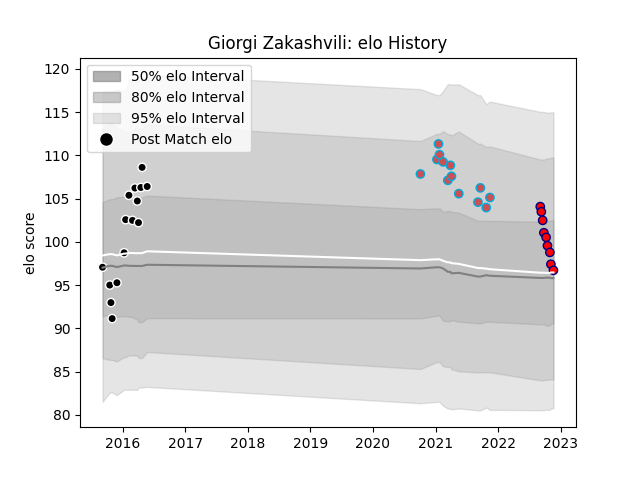 Giorgi Zakashvili: elo History
50% elo Interval
80% elo Interval
95% elo Interval
Post Match elo
elo score
120
115
110
105
100
95
90
85
80
2016 2017 2018 2019 2020 2021 2022 2023